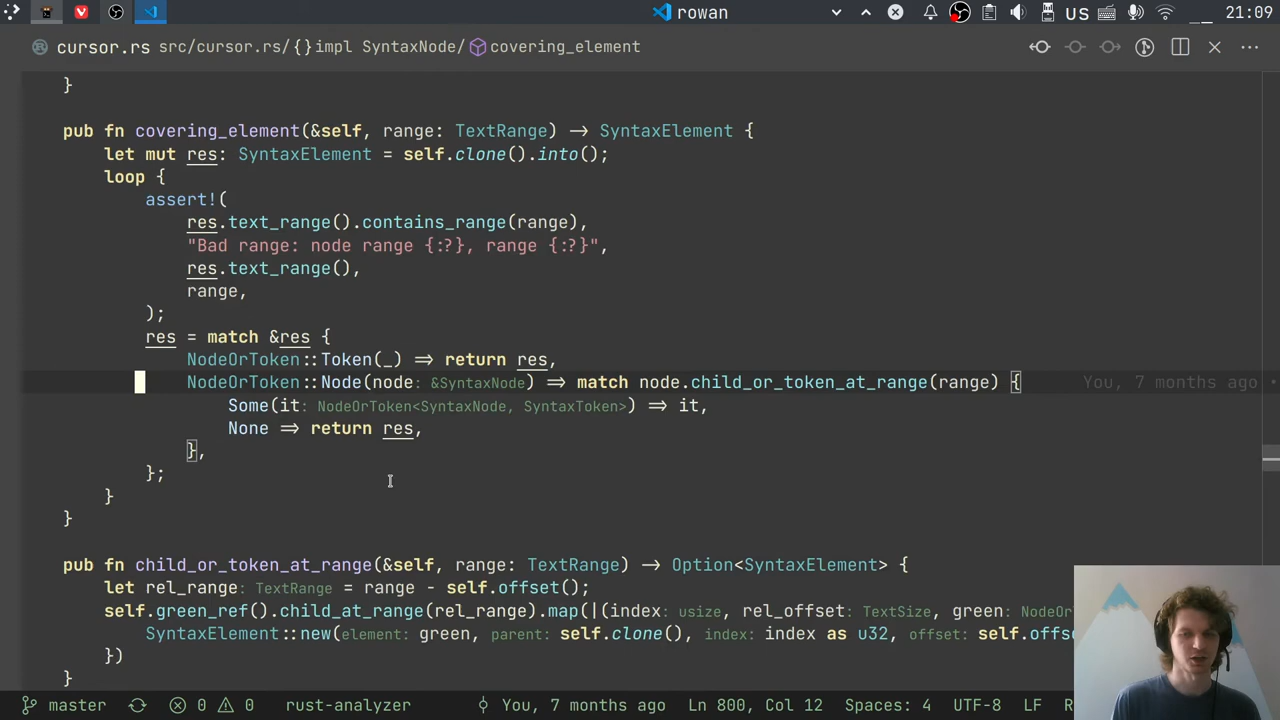 rowan
US
21:09
cursor.rs src/cursor.rs/{}impl SyntaxNode/covering_element
}
pub fn covering_element(&self, range: TextRange) -> SyntaxElement {
let mut res: SyntaxElement = self.clone().into();
loop {
assert!(
res.text_range().contains_range(range),
"Bad range: node range {:?}, range {:?}",
res.text_range(),
range,
);
res = match &res {
NodeOrToken::Token(_) => return res,
NodeOrToken::Node(node: &SyntaxNode) => match node.child_or_token_at_range(range) { You, 7 months ago •
Some(it: NodeOrToken<SyntaxNode, SyntaxToken>) => it,
None => return res,
},
};
}
}
pub fn child_or_token_at_range(&self, range: TextRange) -> Option<SyntaxElement> {
let rel_range: TextRange = range - self.offset();
self.green_ref().child_at_range(rel_range).map(|(index: usize, rel_offset: TextSize, green: NodeOr
SyntaxElement::new(element: green, parent: self.clone(), index: index as u32, offset: self.offs
})
}
master 0 0 rust-analyzer You, 7 months ago Ln 800, Col 12 Spaces: 4 UTF-8 LF R